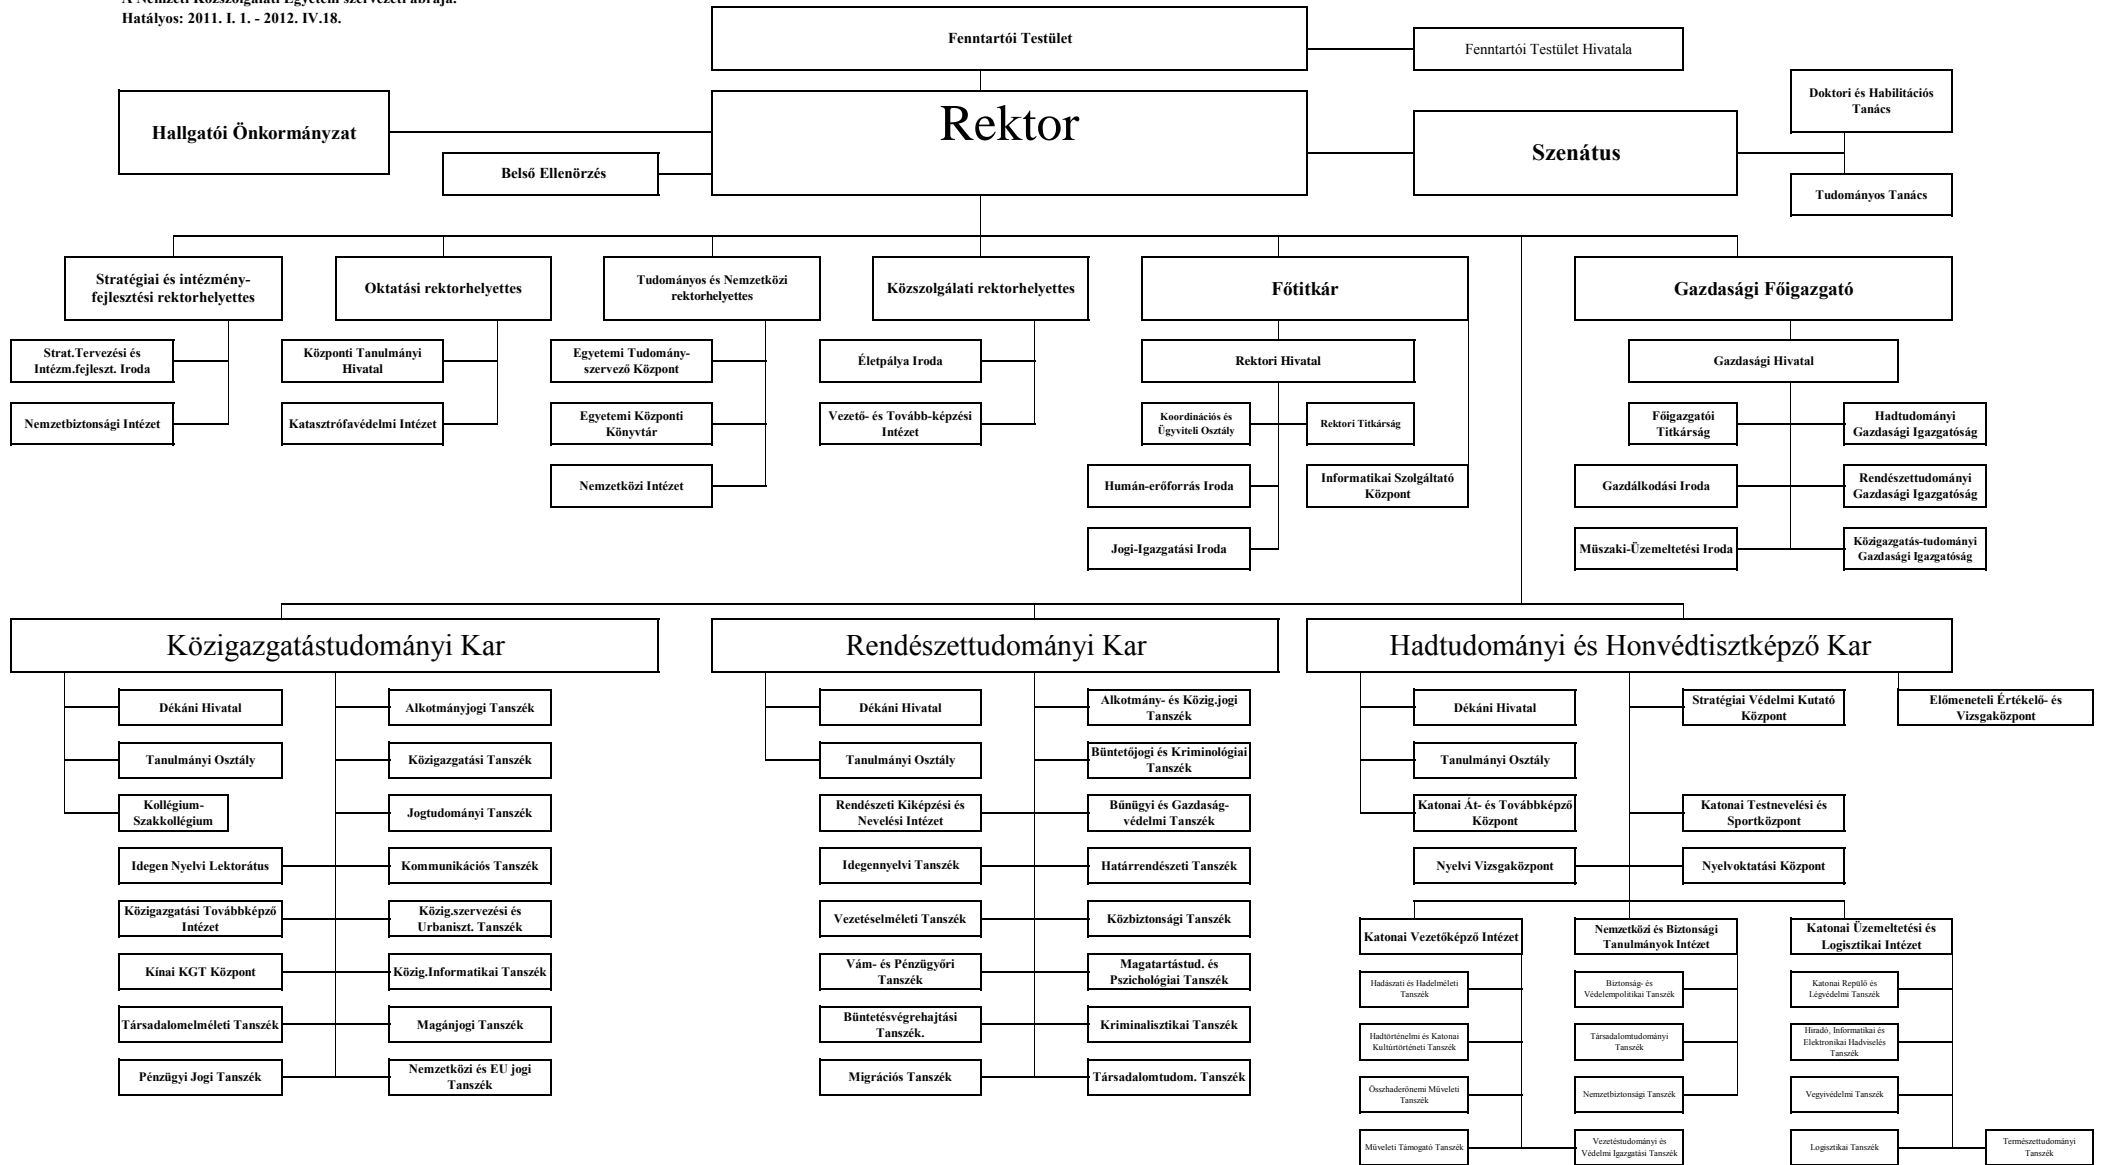 A Nemzeti Közszolgálati Egyetem szervezeti ábrája.
Hatályos: 2011. I. 1. - 2012. IV.18.
Fenntartói Testület
Fenntartói Testület Hivatala
Doktori és Habilitációs
Tanács
Hallgatói Önkormányzat
Rektor
Szenátus
Belső Ellenörzés
Tudományos Tanács
Stratégiai és intézmény-
fejlesztési rektorhelyettes
Oktatási rektorhelyettes
Tudományos és Nemzetközi
rektorhelyettes
Közszolgálati rektorhelyettes
Főtitkár
Gazdasági Főigazgató
Strat.Tervezési és
Intézm.fejleszt. Iroda
Központi Tanulmányi
Hivatal
Egyetemi Tudomány-
szervező Központ
Életpálya Iroda
Rektori Hivatal
Gazdasági Hivatal
Nemzetbiztonsági Intézet
Katasztrófavédelmi Intézet
Egyetemi Központi
Könyvtár
Vezető- és Tovább-képzési
Intézet
Koordinációs és
Ügyviteli Osztály
Rektori Titkárság
Főigazgatói
Titkárság
Hadtudományi
Gazdasági Igazgatóság
Nemzetközi Intézet
Humán-erőforrás Iroda
Informatikai Szolgáltató
Központ
Gazdálkodási Iroda
Rendészettudományi
Gazdasági Igazgatóság
Jogi-Igazgatási Iroda
Müszaki-Üzemeltetési Iroda
Közigazgatás-tudományi
Gazdasági Igazgatóság
Közigazgatástudományi Kar
Rendészettudományi Kar
Hadtudományi és Honvédtisztképző Kar
Dékáni Hivatal
Alkotmányjogi Tanszék
Dékáni Hivatal
Alkotmány- és Közig.jogi
Tanszék
Dékáni Hivatal
Stratégiai Védelmi Kutató
Központ
Előmeneteli Értékelő- és
Vizsgaközpont
Tanulmányi Osztály
Közigazgatási Tanszék
Tanulmányi Osztály
Büntetőjogi és Kriminológiai
Tanszék
Tanulmányi Osztály
Kollégium-
Szakkollégium
Jogtudományi Tanszék
Rendészeti Kiképzési és
Nevelési Intézet
Bűnügyi és Gazdaság-
védelmi Tanszék
Katonai Át- és Továbbképző
Központ
Katonai Testnevelési és
Sportközpont
Idegen Nyelvi Lektorátus
Kommunikációs Tanszék
Idegennyelvi Tanszék
Határrendészeti Tanszék
Nyelvi Vizsgaközpont
Nyelvoktatási Központ
Közigazgatási Továbbképző
Intézet
Közig.szervezési és
Urbaniszt. Tanszék
Vezetéselméleti Tanszék
Közbiztonsági Tanszék
Katonai Vezetőképző Intézet
Nemzetközi és Biztonsági
Tanulmányok Intézet
Katonai Üzemeltetési és
Logisztikai Intézet
Kínai KGT Központ
Közig.Informatikai Tanszék
Vám- és Pénzügyőri
Tanszék
Magatartástud. és
Pszichológiai Tanszék
Hadászati és Hadelméleti
Tanszék
Biztonság- és
Védelempolitikai Tanszék
Katonai Repülő és
Légvédelmi Tanszék
Társadalomelméleti Tanszék
Magánjogi Tanszék
Büntetésvégrehajtási
Tanszék.
Kriminalisztikai Tanszék
Hadtörténelmi és Katonai
Kultúrtörténeti Tanszék
Társadalomtudományi
Tanszék
Hiradó, Informatikai és
Elektronikai Hadviselés
Tanszék
Pénzügyi Jogi Tanszék
Nemzetközi és EU jogi
Tanszék
Migrációs Tanszék
Társadalomtudom. Tanszék
Összhaderőnemi Műveleti
Tanszék
Nemzetbiztonsági Tanszék
Vegyivédelmi Tanszék
Műveleti Támogató Tanszék
Vezetéstudományi és
Védelmi Igazgatási Tanszék
Logisztikai Tanszék
Természettudományi
Tanszék